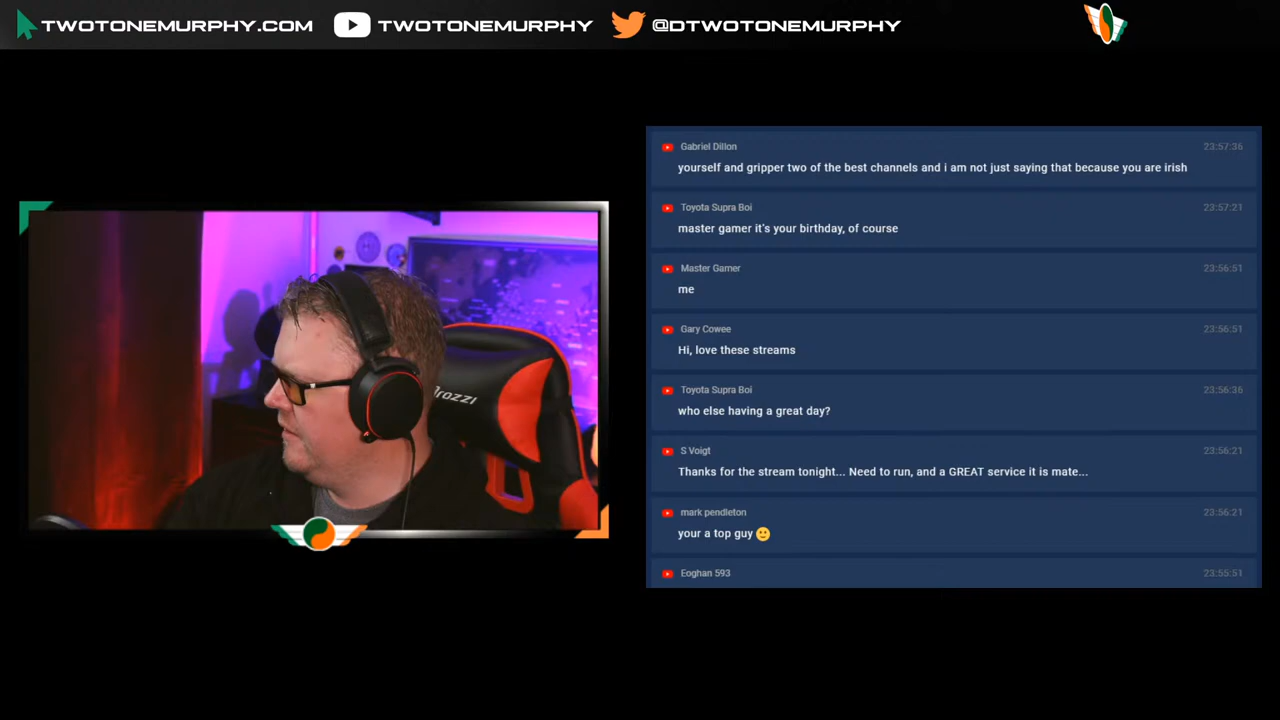 TWOTONEMURPHY.COM TWOTONEMURPHY @DTWOTONEMURPHY
Gabriel Dillon 23:57:36
yourself and gripper two of the best channels and i am not just saying that because you are irish
Toyota Supra Boi 23:57:21
master gamer it's your birthday, of course
Master Gamer 23:56:51
me
Gary Cowee 23:56:51
Hi, love these streams
Toyota Supra Boi 23:56:36
who else having a great day?
S Voigt 23:56:21
Thanks for the stream tonight... Need to run, and a GREAT service it is mate...
mark pendleton 23:56:21
your a top guy 🙂
Eoghan 593 23:55:51
Arozzi